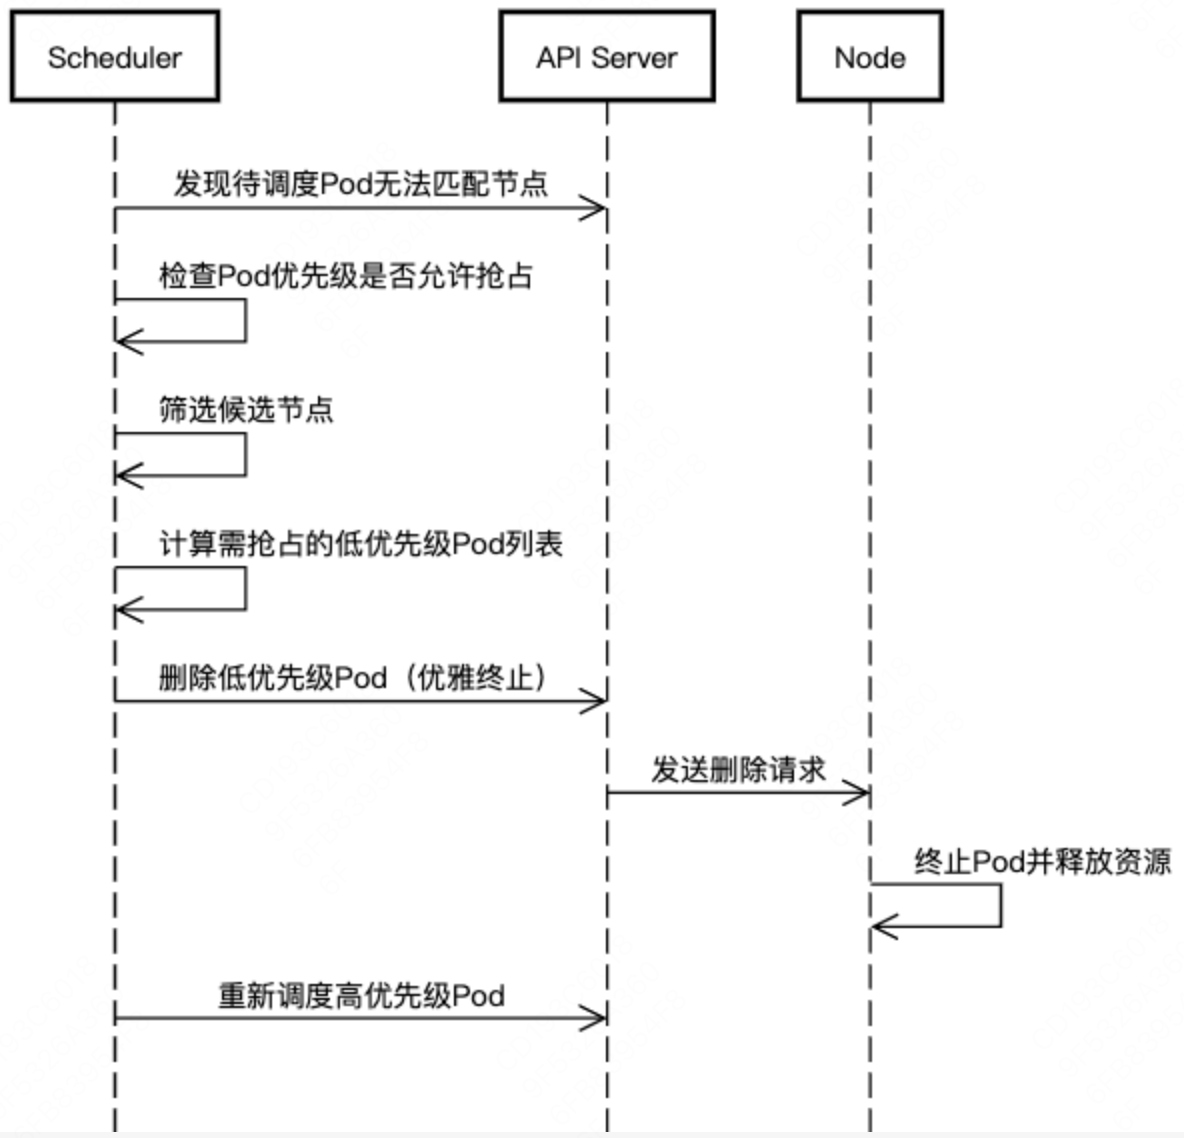 Scheduler
API Server
Node
发现待调度Pod无法匹配节点
检查Pod优先级是否允许抢占
筛选候选节点
计算需抢占的低优先级Pod列表
删除低优先级Pod（优雅终止）
发送删除请求
终止Pod并释放资源
重新调度高优先级Pod